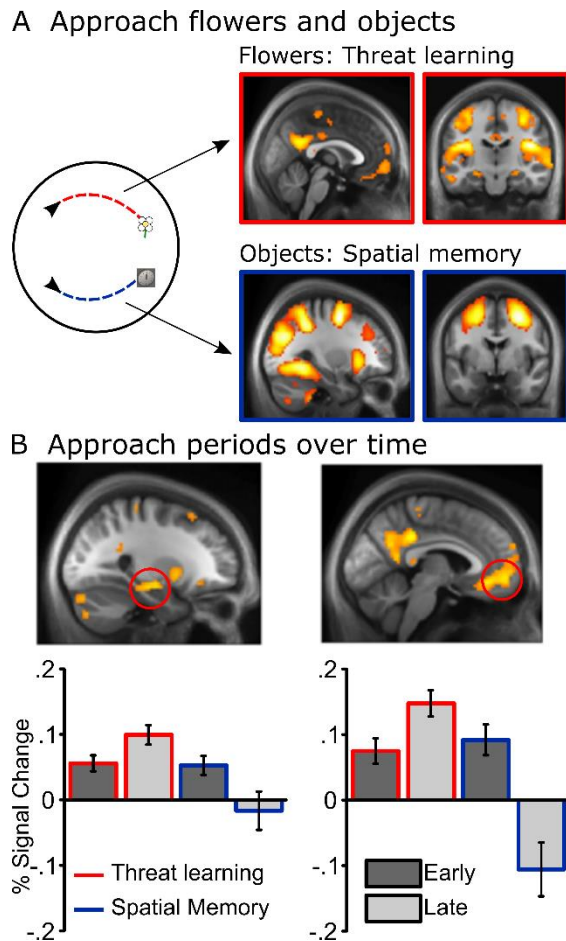 A Approach flowers and objects
Flowers: Threat learning
Objects: Spatial memory
B Approach periods over time
% Signal Change
.2
.1
0
-.1
-.2
Threat learning
Spatial Memory
.2
.1
0
-.1
-.2
Early
Late